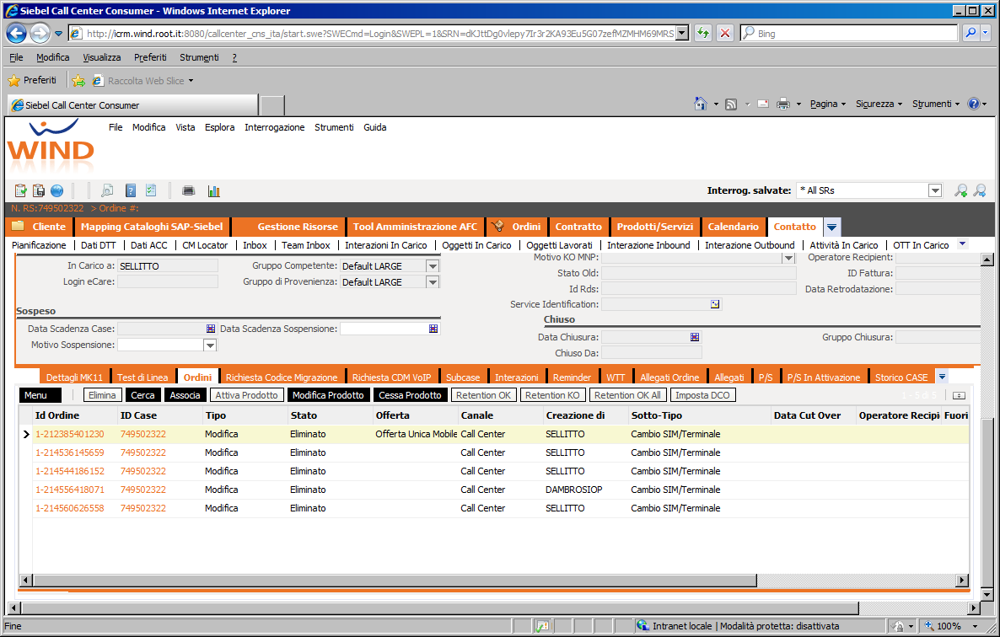 Siebel Call Center Consumer - Windows Internet Explorer
http://icrm.wind.root.it:8080/callcenter_cns_ita/start.swe?SWECmd=Login&SWEPL=1&SRN=dKJttDg0vlepy7Ir3r2KA93Eu5G07zefMZMHM69MRS Bing
File Modifica Visualizza Preferiti Strumenti ?
Preferiti Raccolta Web Slice
Siebel Call Center Consumer Pagina Sicurezza Strumenti
File Modifica Vista Esplora Interrogazione Strumenti Guida
WIND
Interrog. salvate: * All SRs
N. RS:749502322 > Ordine #:
Cliente Mapping Cataloghi SAP-Siebel Gestione Risorse Tool Amministrazione AFC Ordini Contratto Prodotti/Servizi Calendario Contatto
Pianificazione Dati DTT Dati ACC CM Locator Inbox Team Inbox Interazioni In Carico Oggetti In Carico Oggetti Lavorati Interazione Inbound Interazione Outbound Attività In Carico OTT In Carico
Motivo KO MNP: Operatore Recipient:
In Carico a: SELLITTO Gruppo Competente: Default LARGE
Stato Old: ID Fattura:
Login eCare: Gruppo di Provenienza: Default LARGE
Id Rds: Data Retrodatazione:
Service Identification:
Sospeso
Chiuso
Data Scadenza Case: Data Scadenza Sospensione:
Data Chiusura: Gruppo Chiusura:
Motivo Sospensione:
Chiuso Da:
Dettagli MK11 Test di Linea Ordini Richiesta Codice Migrazione Richiesta CDM VoIP Subcase Interazioni Reminder WTT Allegati Ordine Allegati P/S P/S In Attivazione Storico CASE
Menu Elimina Cerca Associa Attiva Prodotto Modifica Prodotto Cessa Prodotto Retention OK Retention KO Retention OK All Imposta DCO 1 - 5 di 5
Id Ordine ID Case Tipo Stato Offerta Canale Creazione di Sotto-Tipo Data Cut Over Operatore Recipi Fuori
1-212385401230 749502322 Modifica Eliminato Offerta Unica Mobile Call Center SELLITTO Cambio SIM/Terminale
1-214536145659 749502322 Modifica Eliminato Call Center SELLITTO Cambio SIM/Terminale
1-214544186152 749502322 Modifica Eliminato Call Center SELLITTO Cambio SIM/Terminale
1-214556418071 749502322 Modifica Eliminato Call Center DAMBROSIOP Cambio SIM/Terminale
1-214560626558 749502322 Modifica Eliminato Call Center SELLITTO Cambio SIM/Terminale
Fine Intranet locale | Modalità protetta: disattivata 100%